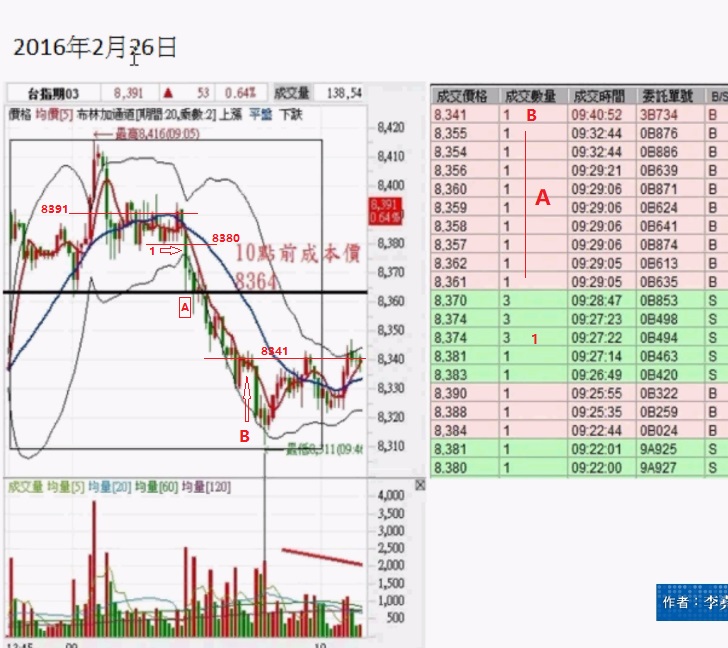 2016年2月26日
台指期03 8,391 ▲ 53 0.64% 成交量 138,54
價格 均價[5] 布林加通道[期間:20,乘數:2] 上漲 平盤 下跌
最高8,416(09:05)
8391
8380
1
10點前成本價
8364
A
8341
B
最低8,311(09:46
8,420
8,410
8,400
8,391
0.64%
8,380
8,370
8,360
8,350
8,340
8,330
8,320
8,310
成交量 均量[5] 均量[20] 均量[60] 均量[120]
4,000
3,500
3,000
2,500
2,000
1,500
1,000
500
13:45 09 10
成交價格 成交數量 成交時間 委託單號 B/S
8.341 1 B 09:40:52 3B734 B
8.355 1 09:32:44 0B876 B
8.354 1 09:32:44 0B886 B
8.356 1 09:29:21 0B639 B
8.360 1 09:29:06 0B871 B
8.359 1 A 09:29:06 0B624 B
8.358 1 09:29:06 0B641 B
8.357 1 09:29:06 0B874 B
8.362 1 09:29:05 0B613 B
8.361 1 09:29:05 0B635 B
8.370 3 09:28:47 0B853 S
8.374 3 09:27:23 0B498 S
8.374 3 1 09:27:22 0B494 S
8.381 1 09:27:14 0B463 S
8.383 1 09:26:49 0B420 S
8.390 1 09:25:55 0B322 B
8.388 1 09:25:35 0B259 B
8.384 1 09:22:44 0B024 B
8.381 1 09:22:01 9A925 S
8.380 1 09:22:00 9A927 S
作者：李